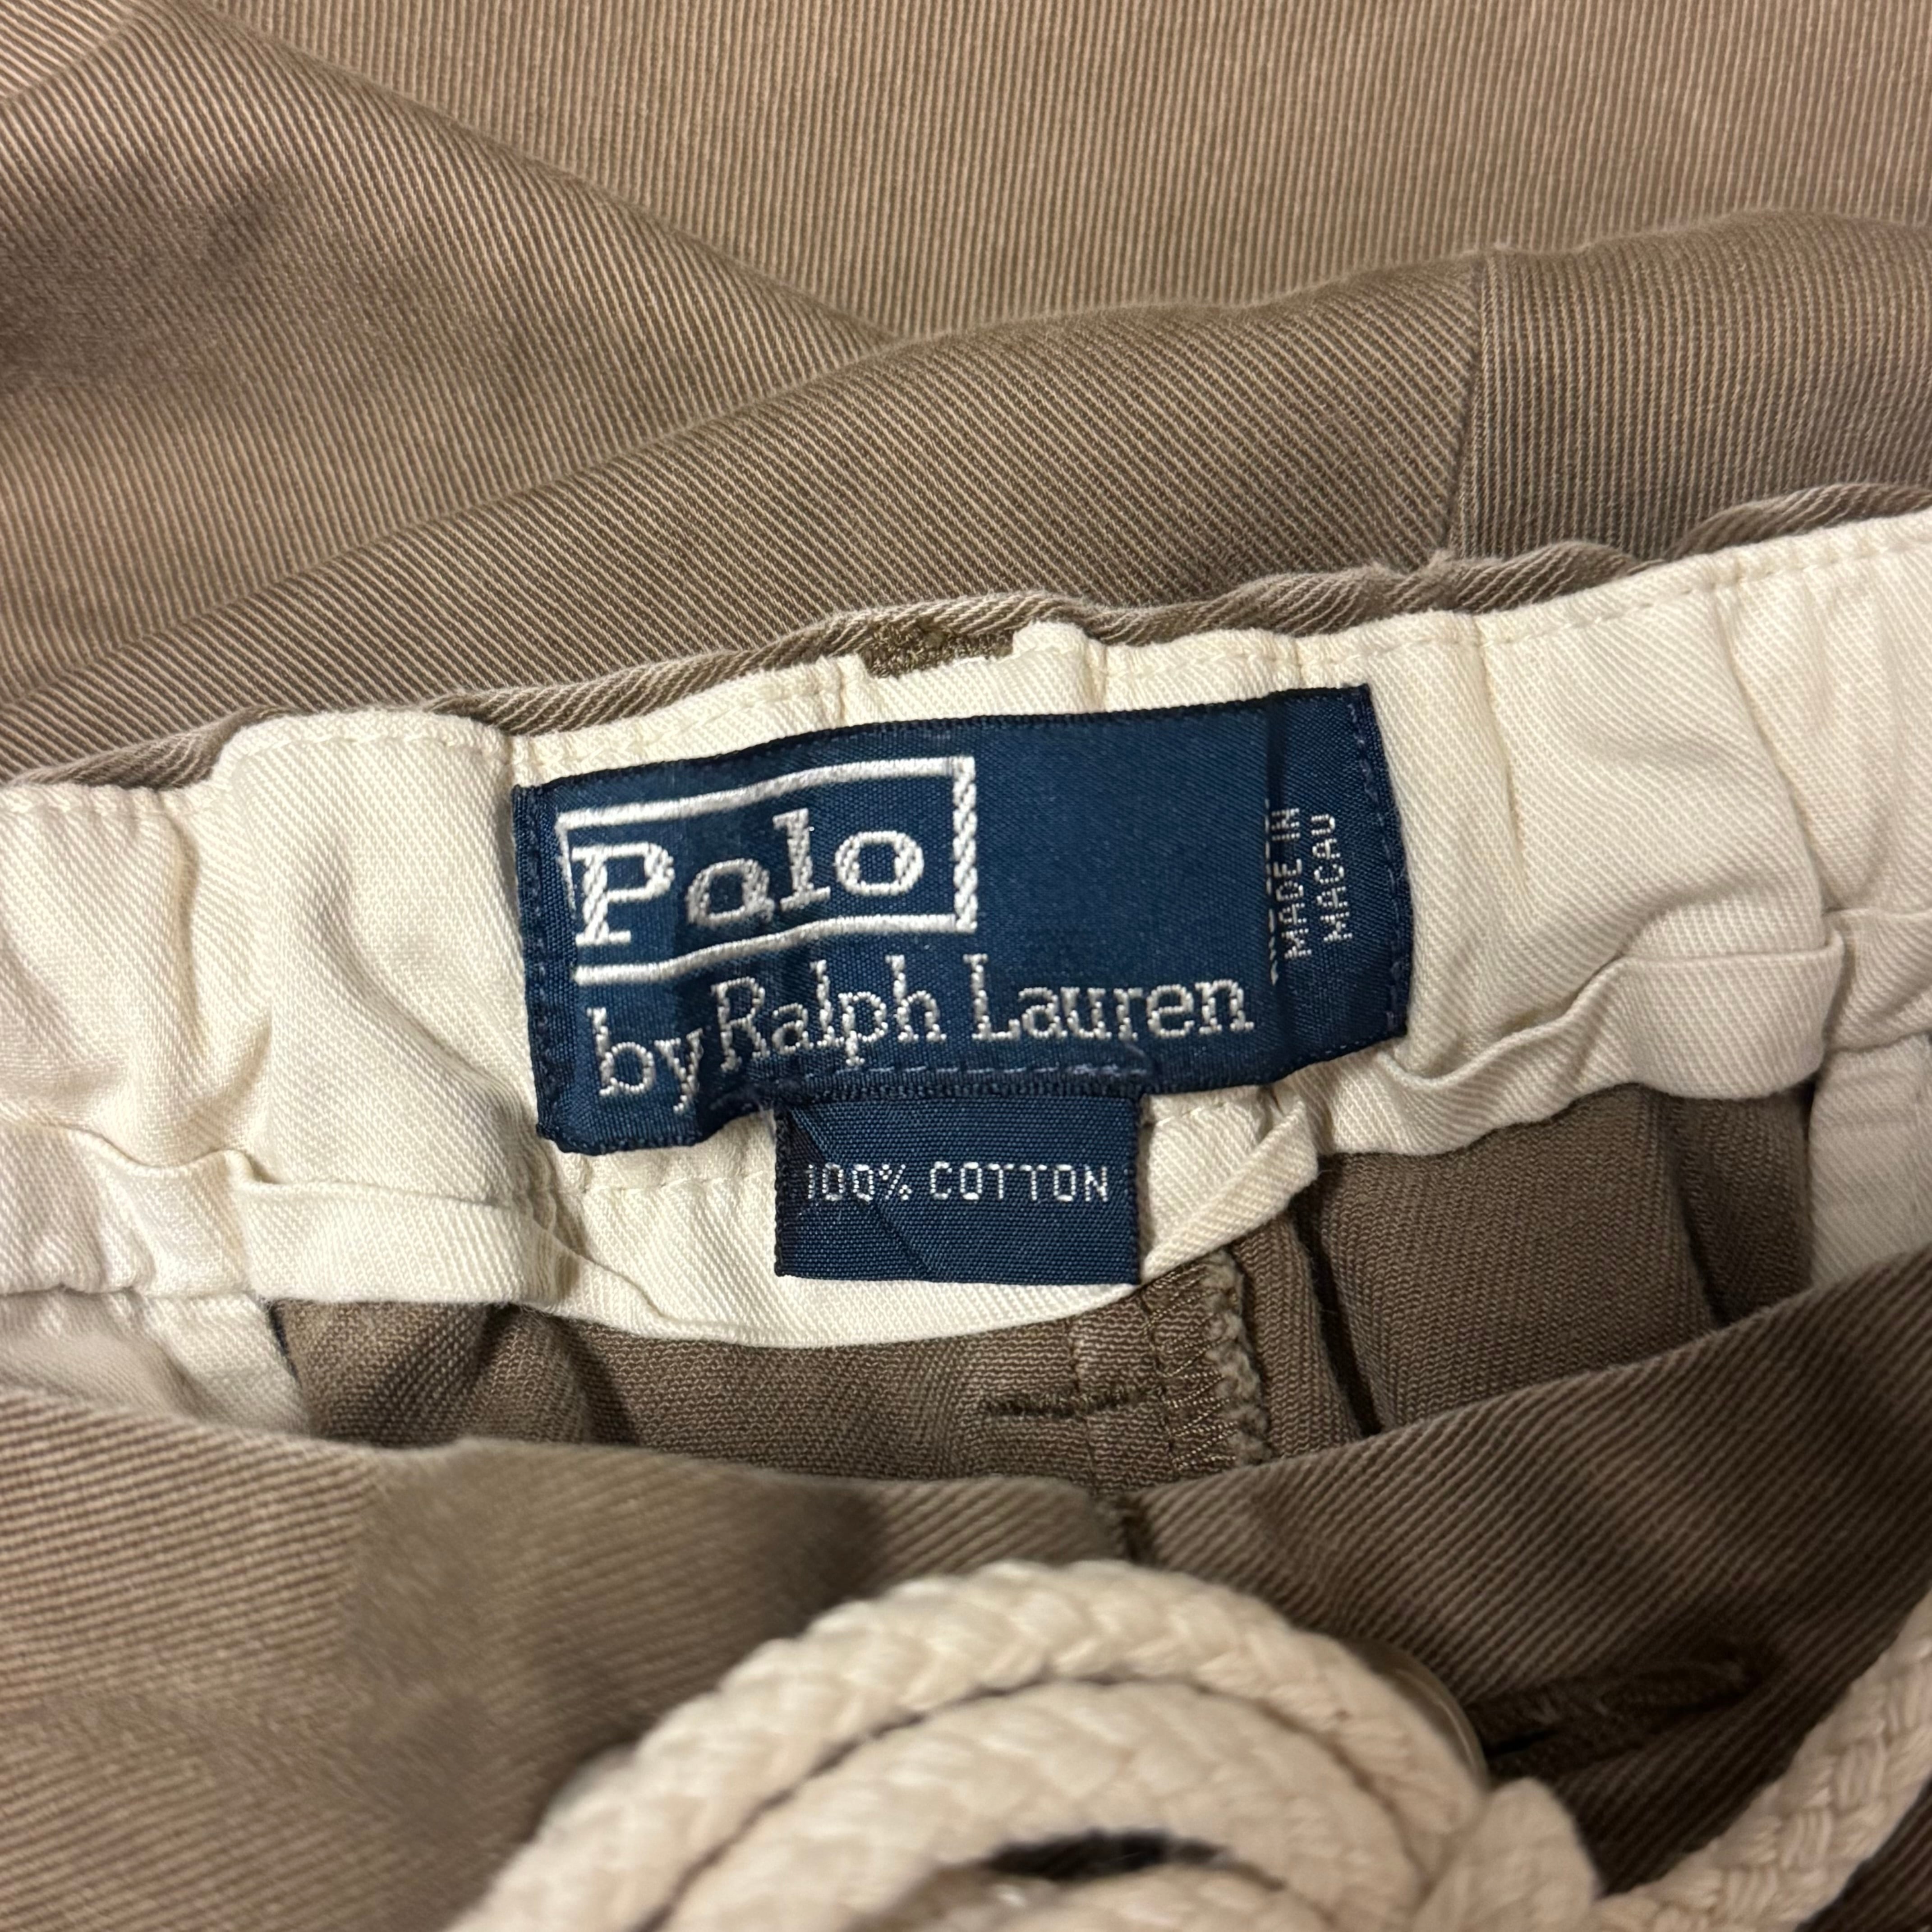 Polo
by Ralph Lauren
MADE IN
MACAU
100% COTTON